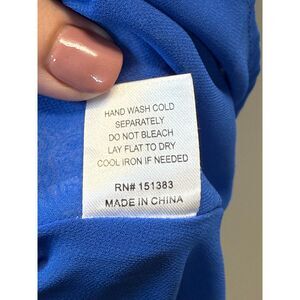 HAND WASH COLD
SEPARATELY
DO NOT BLEACH
LAY FLAT TO DRY
COOL IRON IF NEEDED
RN# 151383
MADE IN CHINA